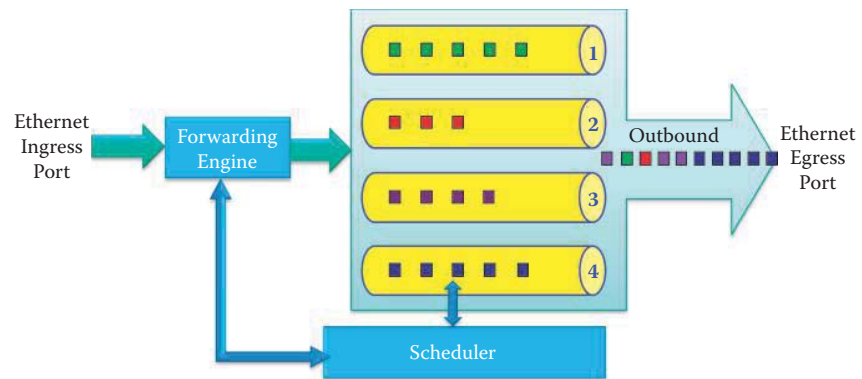 Ethernet
Ingress
Port
Forwarding
Engine
1
2
3
4
Outbound
Ethernet
Egress
Port
Scheduler